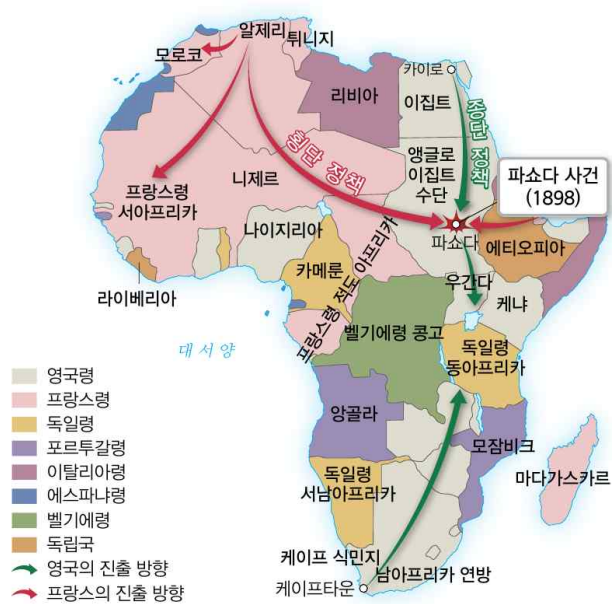 알제리
튀니지
모로코
카이로
리비아
이집트
종단 정책
횡단 정책
앵글로
이집트
수단
파쇼다 사건
(1898)
프랑스령
서아프리카
니제르
나이지리아
파쇼다
에티오피아
카메룬
프랑스령 적도 아프리카
우간다
케냐
라이베리아
벨기에령 콩고
대서양
독일령
동아프리카
앙골라
모잠비크
독일령
서남아프리카
마다가스카르
케이프 식민지
남아프리카 연방
케이프타운
영국령
프랑스령
독일령
포르투갈령
이탈리아령
에스파냐령
벨기에령
독립국
영국의 진출 방향
프랑스의 진출 방향